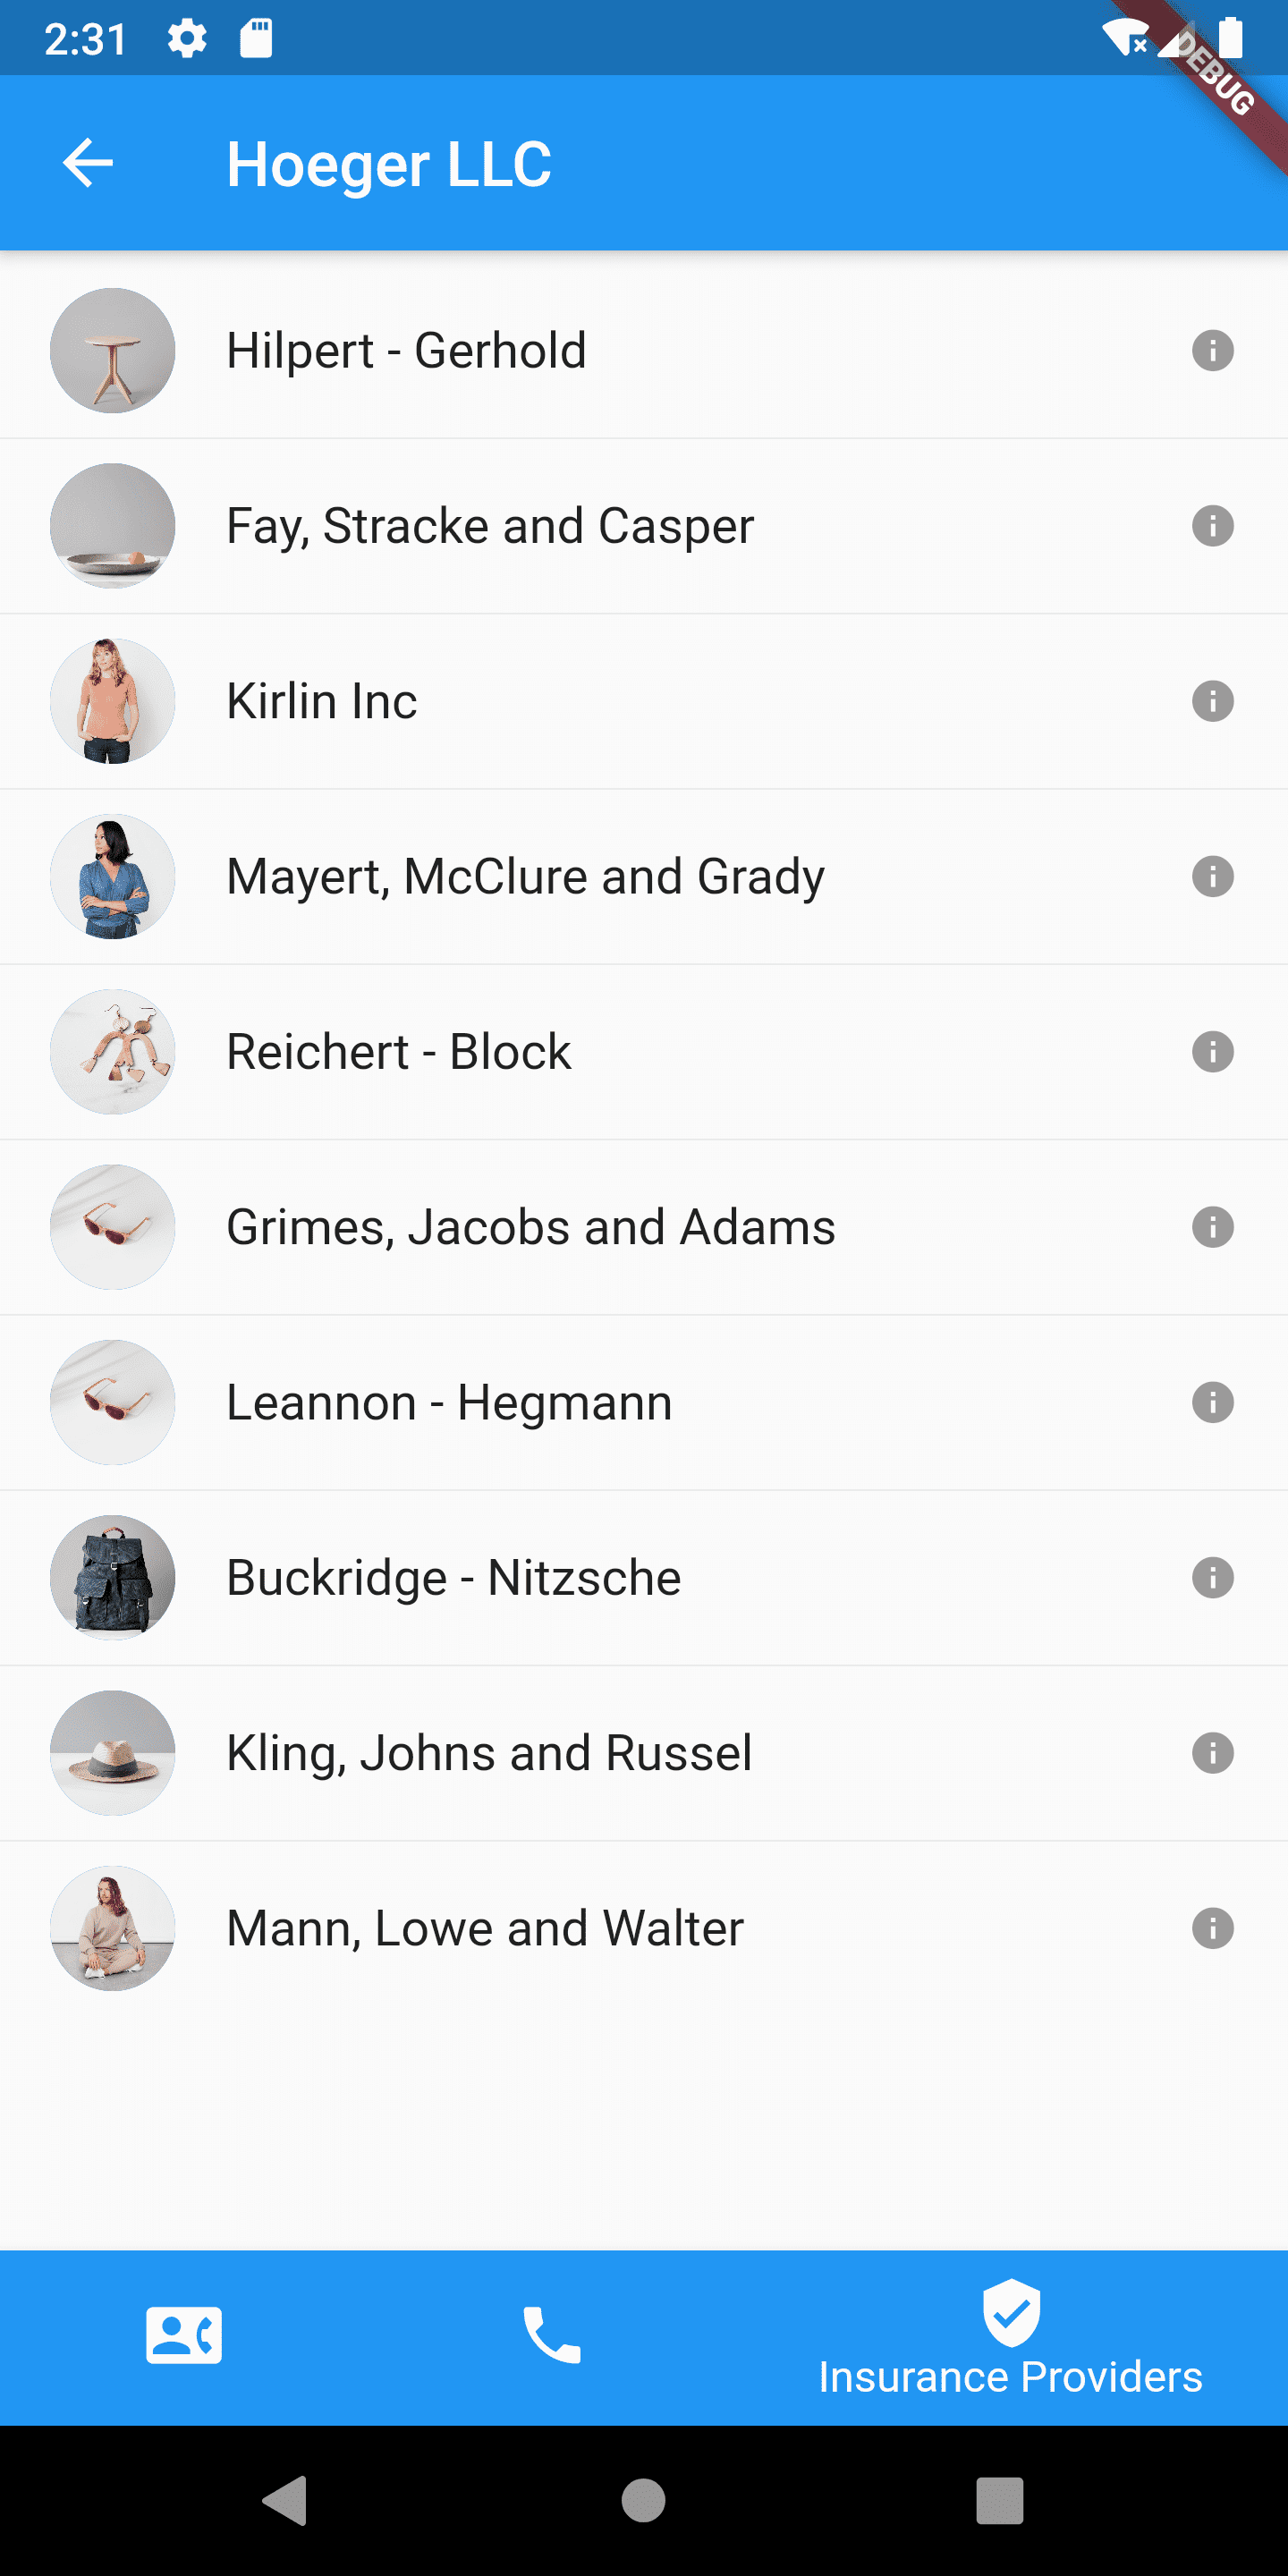 2:31
DEBUG
Hoeger LLC
Hilpert - Gerhold
Fay, Stracke and Casper
Kirlin Inc
Mayert, McClure and Grady
Reichert - Block
Grimes, Jacobs and Adams
Leannon - Hegmann
Buckridge - Nitzsche
Kling, Johns and Russel
Mann, Lowe and Walter
Insurance Providers